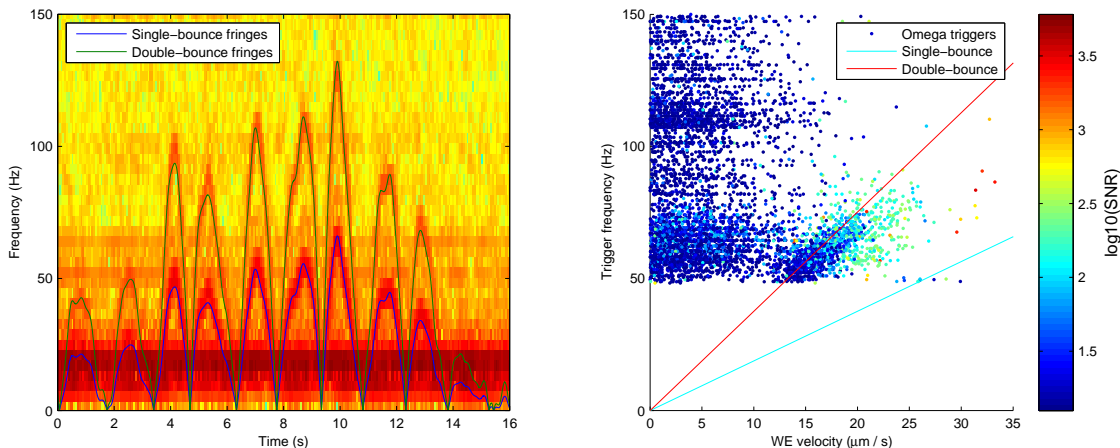 Single−bounce fringes
Double−bounce fringes
150
100
50
0
Frequency (Hz)
0 2 4 6 8 10 12 14 16
Time (s)
Omega triggers
Single−bounce
Double−bounce
150
100
50
0
Trigger frequency (Hz)
0 5 10 15 20 25 30 35
WE velocity (μm / s)
3.5
3
2.5
2
1.5
log10(SNR)